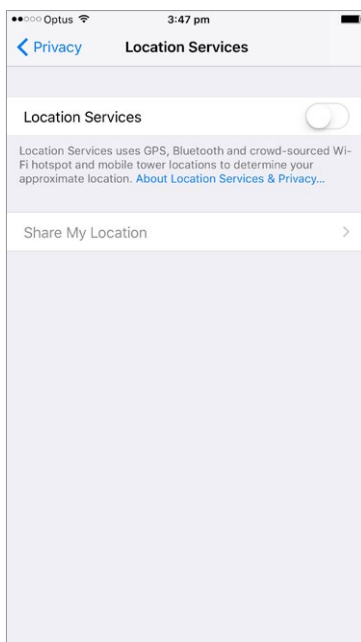 Optus 3:47 pm
Privacy Location Services
Location Services
Location Services uses GPS, Bluetooth and crowd-sourced Wi-
Fi hotspot and mobile tower locations to determine your
approximate location. About Location Services & Privacy...
Share My Location